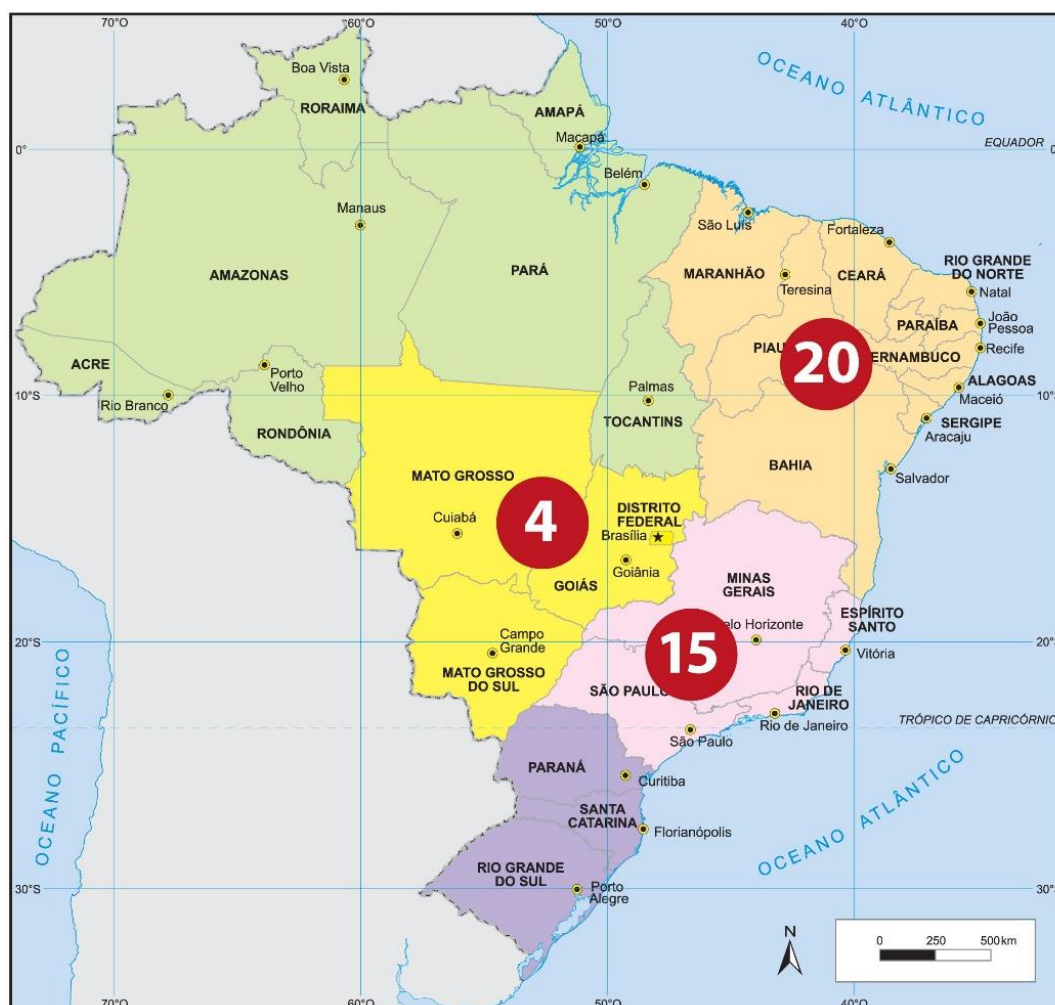 70°O
60°O
50°O
40°O
OCEANO ATLÂNTICO
Boa Vista
RORAIMA
AMAPÁ
Macapá
EQUADOR
0°
0°
Belém
Manaus
São Luís
Fortaleza
AMAZONAS
PARÁ
MARANHÃO
CEARÁ
RIO GRANDE
DO NORTE
Teresina
Natal
PARAÍBA
João
Pessoa
ACRE
Porto
Velho
PIAU
20
ERNAMBUCO
Recife
Rio Branco
Palmas
ALAGOAS
Maceió
10°S
10°S
RONDÔNIA
TOCANTINS
SERGIPE
Aracaju
MATO GROSSO
BAHIA
Salvador
Cuiabá
4
DISTRITO
FEDERAL
Brasília
Goiânia
GOIÁS
MINAS
GERAIS
ESPÍRITO
SANTO
Campo
Grande
elo Horizonte
20°S
20°S
Vitória
15
MATO GROSSO
DO SUL
SÃO PAULO
RIO DE
JANEIRO
Rio de Janeiro
TRÓPICO DE CAPRICÓRNIO
São Paulo
OCEANO PACÍFICO
PARANÁ
Curitiba
SANTA
CATARINA
Florianópolis
OCEANO ATLÂNTICO
RIO GRANDE
DO SUL
Porto
Alegre
30°S
30°S
N
0 250 500 km
70°O
60°O
50°O
40°O